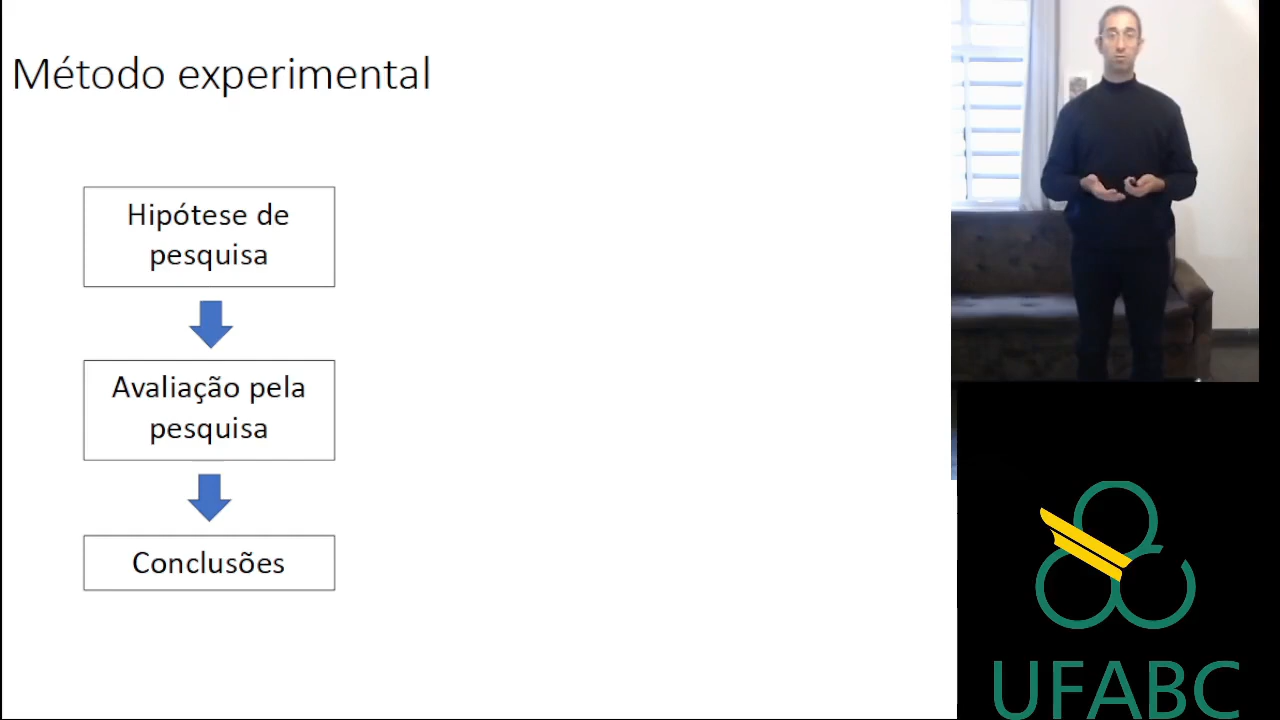 Método experimental
Hipótese de
pesquisa
Avaliação pela
pesquisa
Conclusões
UFABC